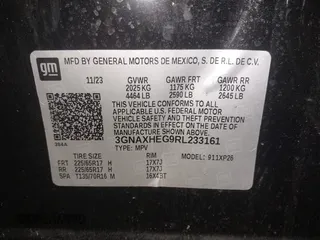 gm
MFD BY GENERAL MOTORS DE MEXICO, S. DE R.L. DE C.V.
11/23 GVWR GAWR FRT GAWR RR
2025 KG 1175 KG 1200 KG
4464 LB 2590 LB 2645 LB
THIS VEHICLE CONFORMS TO ALL
APPLICABLE U.S. FEDERAL MOTOR
VEHICLE SAFETY AND THEFT
PREVENTION STANDARDS IN
EFFECT ON THE DATE OF
MANUFACTURE SHOWN ABOVE.
3GNAXHEG9RL233161
TYPE: MPV
TIRE SIZE RIM MODEL: 911XP26
FRT 225/65R17 H 17X7J
RR 225/65R17 H 17X7J
SPA T135/70R16 M 16X4BT